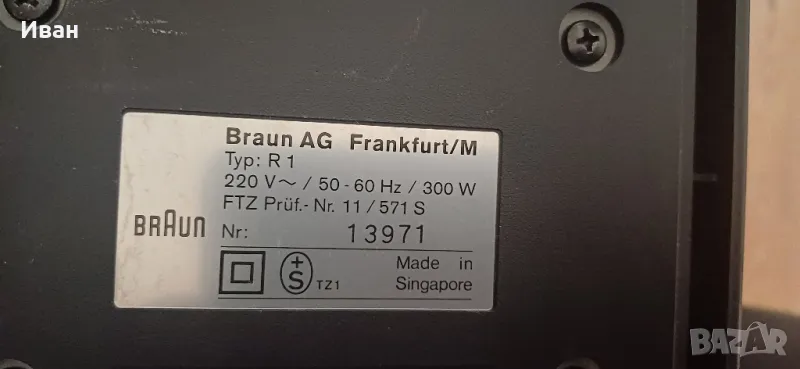 Иван
Braun AG Frankfurt/M
Typ: R 1
220 V ~ / 50 - 60 Hz / 300 W
FTZ Prüf.- Nr. 11 / 571 S
BRAUN
Nr: 13971
+
S
TZ1
Made in
Singapore
BAZAR